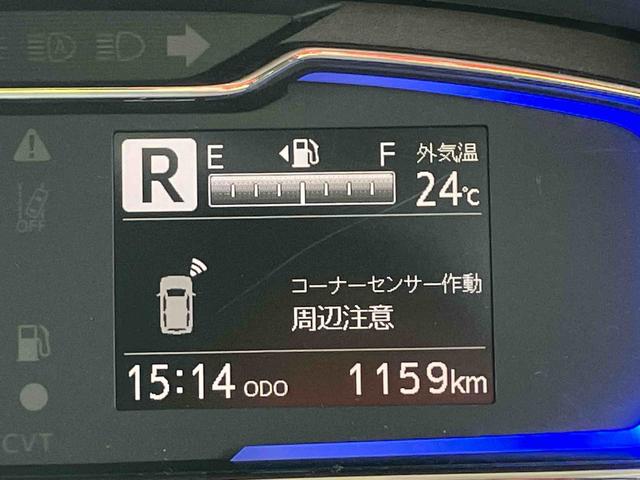 R E F 外気温
24℃
OFF
コーナーセンサー作動
周辺注意
15:14 ODO 1159km
CVT